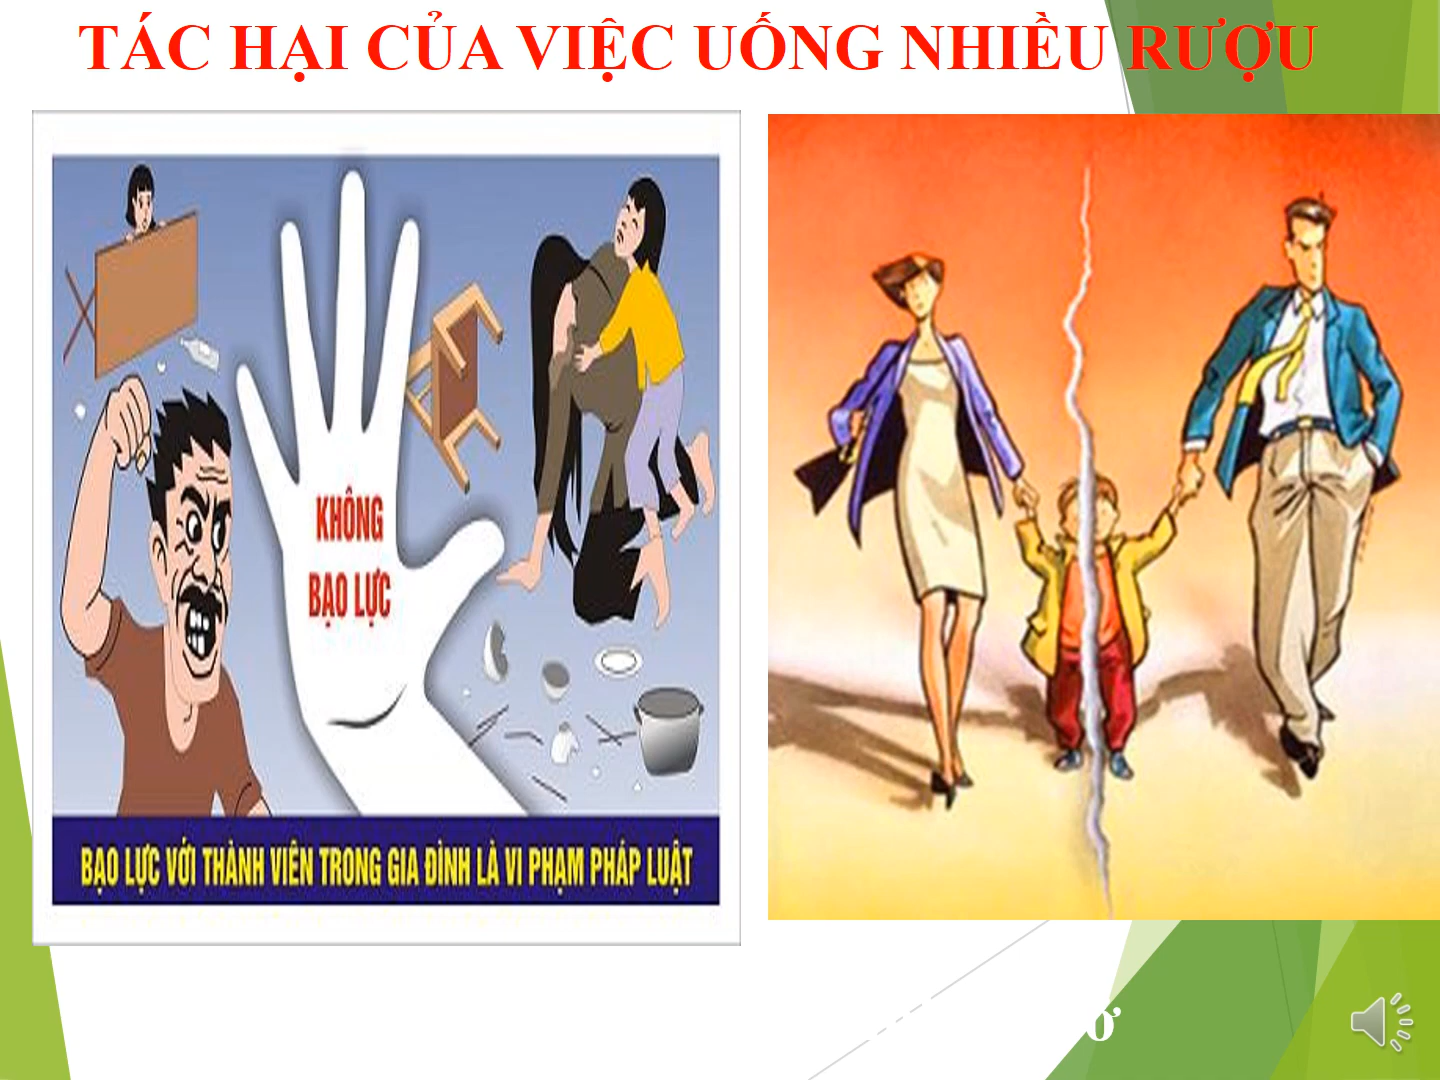 TÁC HẠI CỦA VIỆC UỐNG NHIỀU RƯỢU
KHÔNG
BẠO LỰC
BẠO LỰC VỚI THÀNH VIÊN TRONG GIA ĐÌNH LÀ VI PHẠM PHÁP LUẬT